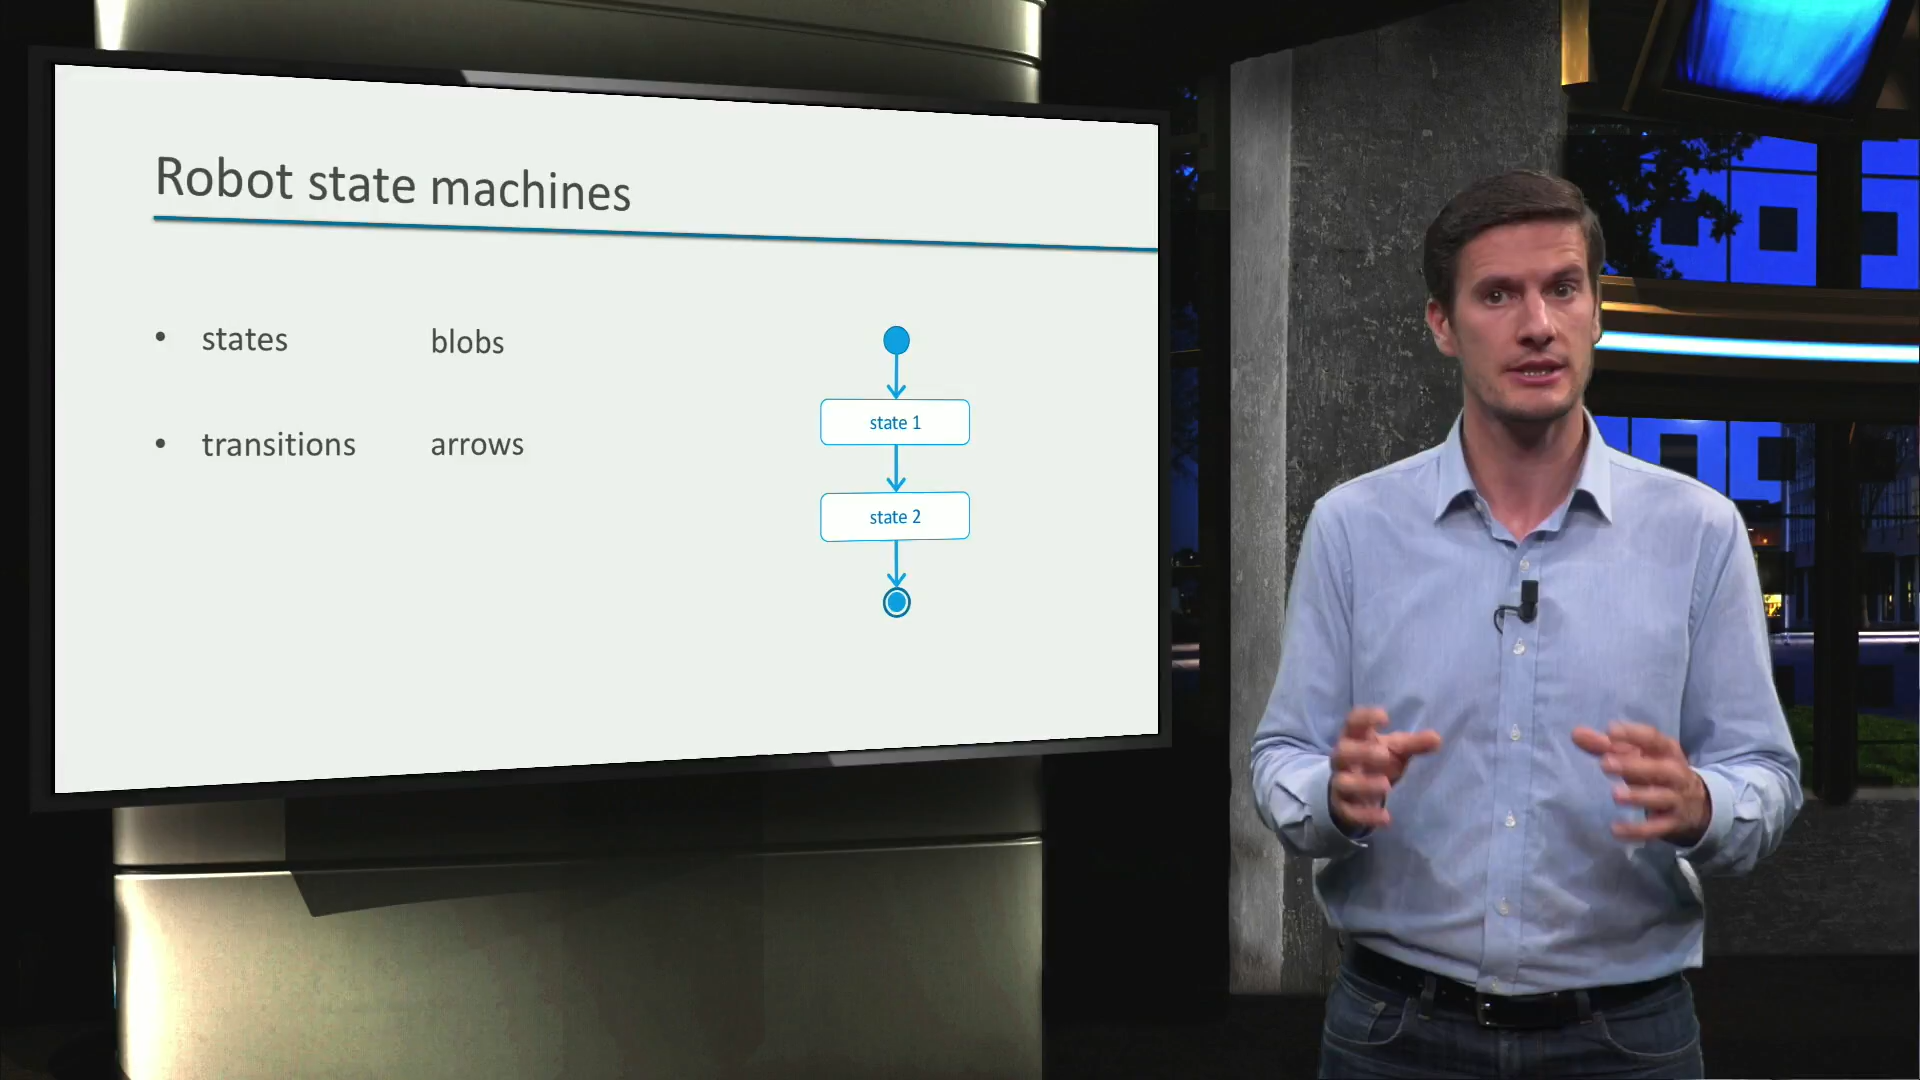 Robot state machines
• states blobs
• transitions arrows
state 1
state 2